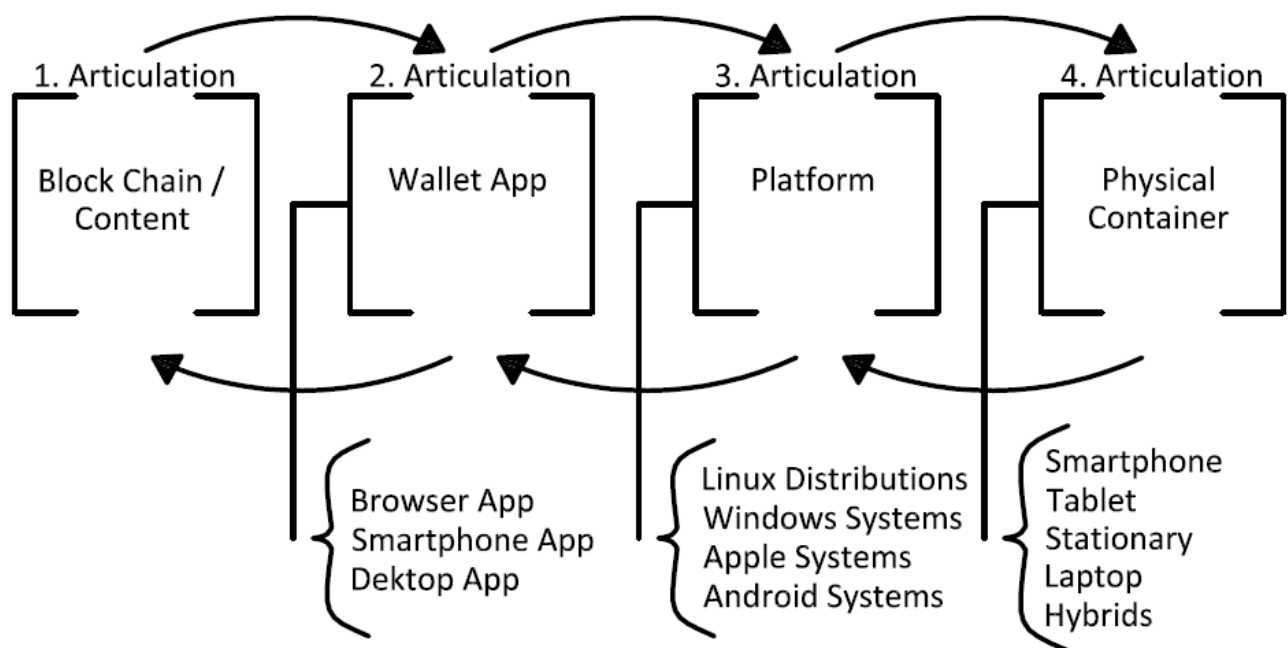 1. Articulation
2. Articulation
3. Articulation
4. Articulation
Block Chain /
Content
Wallet App
Platform
Physical
Container
Browser App
Smartphone App
Dektop App
Linux Distributions
Windows Systems
Apple Systems
Android Systems
Smartphone
Tablet
Stationary
Laptop
Hybrids